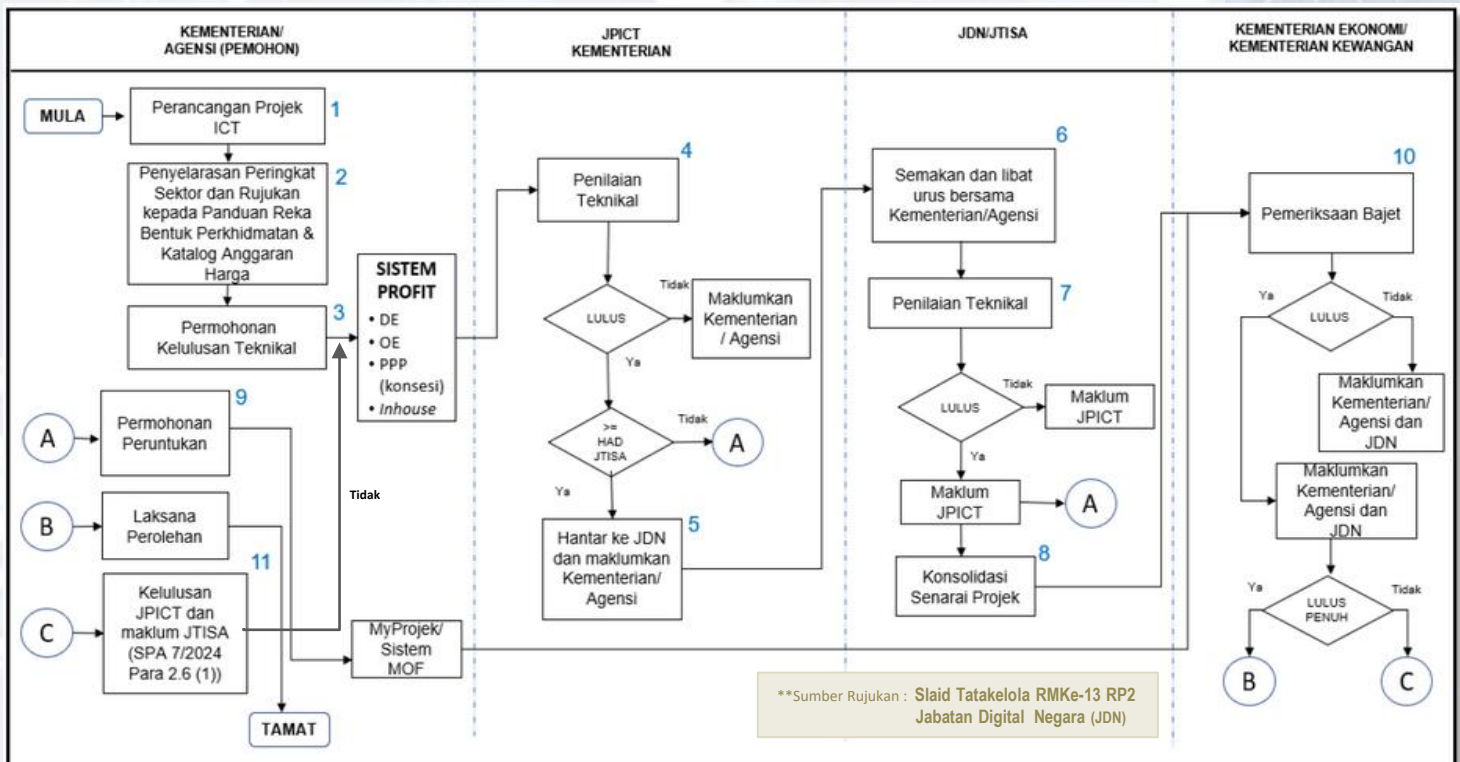 KEMENTERIAN/
AGENSI (PEMOHON)
JPICT
KEMENTERIAN
JDN/JTISA
KEMENTERIAN EKONOMI/
KEMENTERIAN KEWANGAN
MULA
Perancangan Projek
ICT
1
Penyelarasan Peringkat
Sektor dan Rujukan
kepada Panduan Reka
Bentuk Perkhidmatan &
Katalog Anggaran
Harga
2
Permohonan
Kelulusan Teknikal
3
SISTEM
PROFIT
• DE
• OE
• PPP
(konsesi)
• Inhouse
A
Permohonan
Peruntukan
9
B
Laksana
Perolehan
C
Kelulusan
JPICT dan
maklum JTISA
(SPA 7/2024
Para 2.6 (1))
11
Tidak
MyProjek/
Sistem
MOF
TAMAT
4
Penilaian
Teknikal
LULUS
Tidak
Maklumkan
Kementerian
/ Agensi
Ya
>=
HAD
JTISA
Tidak
A
Ya
Hantar ke JDN
dan maklumkan
Kementerian/
Agensi
5
6
Semakan dan libat
urus bersama
Kementerian/Agensi
Penilaian Teknikal
7
LULUS
Tidak
Maklum
JPICT
Ya
Maklum
JPICT
A
8
Konsolidasi
Senarai Projek
10
Pemeriksaan Bajet
Ya
LULUS
Tidak
Maklumkan
Kementerian/
Agensi dan
JDN
Maklumkan
Kementerian/
Agensi dan
JDN
Ya
LULUS
PENUH
Tidak
B
C
**Sumber Rujukan : Slaid Tatakelola RMKe-13 RP2
Jabatan Digital Negara (JDN)